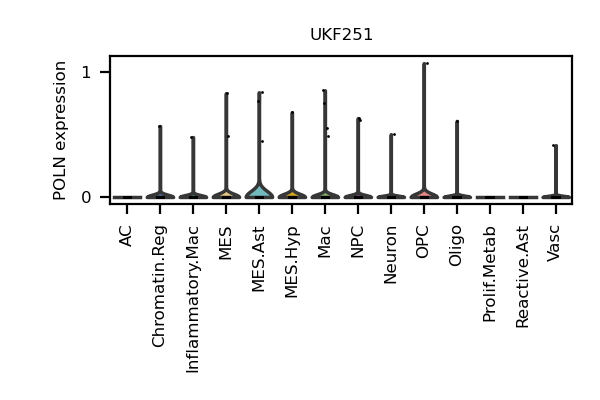 UKF251
POLN expression
1
0
AC
Chromatin.Reg
Inflammatory.Mac
MES
MES.Ast
MES.Hyp
Mac
NPC
Neuron
OPC
Oligo
Prolif.Metab
Reactive.Ast
Vasc